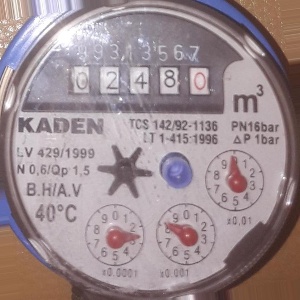 9313567
02480
m³
KADEN
TCS 142/92-1136 PN16bar
LV 429/1999 LT 1-415:1996 ΔP 1bar
N 0,6/Qp 1,5
B.H/A.V
40°C
x0,01
x0.0001 x0.001